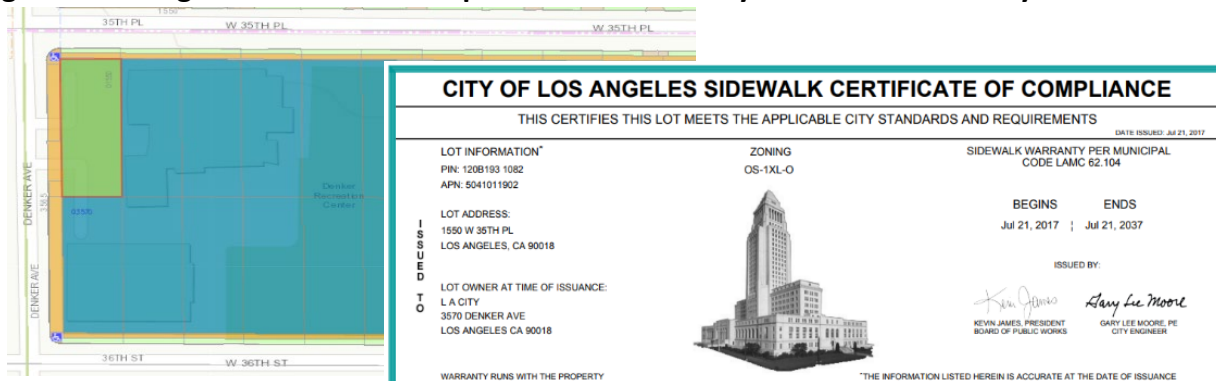 35TH PL
W 35TH PL
W 35TH PL
DENKER AVE
DENKER AVE
Denker
Recreation
Center
36TH ST
W 36TH ST
CITY OF LOS ANGELES SIDEWALK CERTIFICATE OF COMPLIANCE
THIS CERTIFIES THIS LOT MEETS THE APPLICABLE CITY STANDARDS AND REQUIREMENTS
DATE ISSUED: Jul 21, 2017
ISSUED TO
LOT INFORMATION*
PIN: 120B193 1082
APN: 5041011902
LOT ADDRESS:
1550 W 35TH PL
LOS ANGELES, CA 90018
LOT OWNER AT TIME OF ISSUANCE:
L A CITY
3570 DENKER AVE
LOS ANGELES CA 90018
WARRANTY RUNS WITH THE PROPERTY
ZONING
OS-1XL-O
SIDEWALK WARRANTY PER MUNICIPAL
CODE LAMC 62.104
BEGINS ENDS
Jul 21, 2017 ¦ Jul 21, 2037
ISSUED BY:
Kevin James Gary Lee Moore
KEVIN JAMES, PRESIDENT
BOARD OF PUBLIC WORKS
GARY LEE MOORE, PE
CITY ENGINEER
*THE INFORMATION LISTED HEREIN IS ACCURATE AT THE DATE OF ISSUANCE